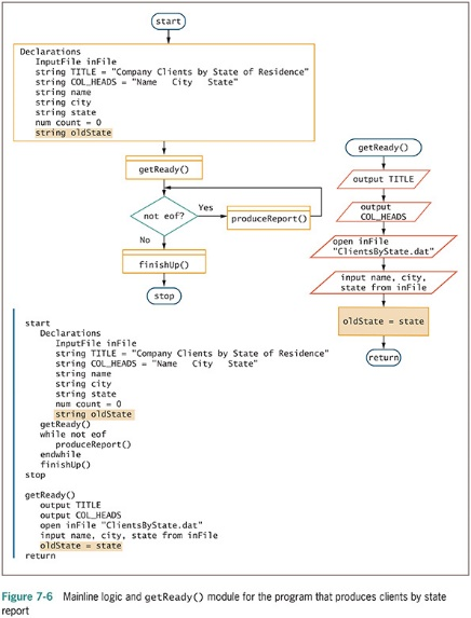 start
Declarations
InputFile inFile
string TITLE = "Company Clients by State of Residence"
string COL_HEADS = "Name City State"
string name
string city
string state
num count = 0
string oldState
getReady()
not eof?
Yes
produceReport()
No
finishUp()
stop
getReady()
output TITLE
output
COL_HEADS
open inFile
"ClientsByState.dat"
input name, city,
state from inFile
oldState = state
return
start
Declarations
InputFile inFile
string TITLE = "Company Clients by State of Residence"
string COL_HEADS = "Name City State"
string name
string city
string state
num count = 0
string oldState
getReady()
while not eof
produceReport()
endwhile
finishUp()
stop
getReady()
output TITLE
output COL_HEADS
open inFile "ClientsByState.dat"
input name, city, state from inFile
oldState = state
return
Figure 7-6 Mainline logic and getReady() module for the program that produces clients by state
report